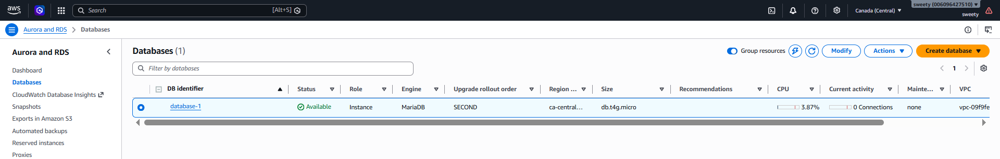 aws
Search
[Alt+S]
Canada (Central) ▼
sweety (006096427510) ▼
sweety
Aurora and RDS > Databases
Aurora and RDS
Dashboard
Databases
CloudWatch Database Insights
Snapshots
Exports in Amazon S3
Automated backups
Reserved instances
Proxies
Databases (1)
Group resources
Modify
Actions ▼
Create database ▼
Filter by databases
1
DB identifier Status Role Engine Upgrade rollout order Region ... Size Recommendations CPU Current activity Mainte... VPC
database-1 Available Instance MariaDB SECOND ca-central... db.t4g.micro 3.87% 0 Connections none vpc-09f9fe